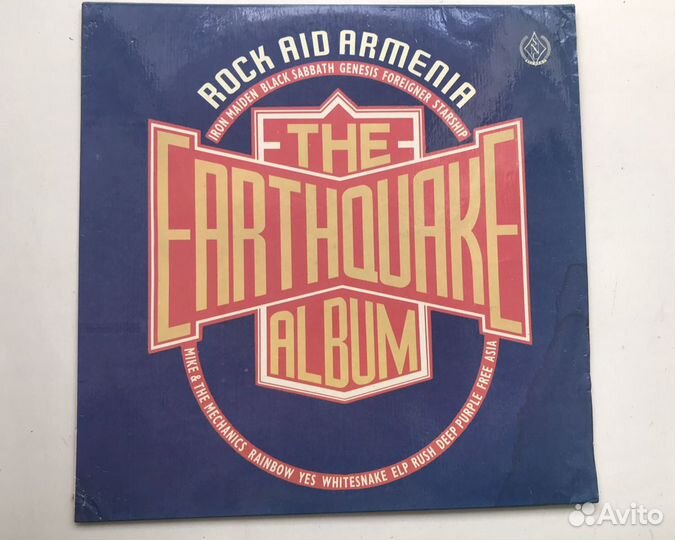 ROCK AID ARMENIA
IRON MAIDEN BLACK SABBATH GENESIS FOREIGNER STARSHIP
THE
EARTHQUAKE
ALBUM
MIKE & THE MECHANICS RAINBOW YES WHITESNAKE ELP RUSH DEEP PURPLE FREE ASIA
Avito